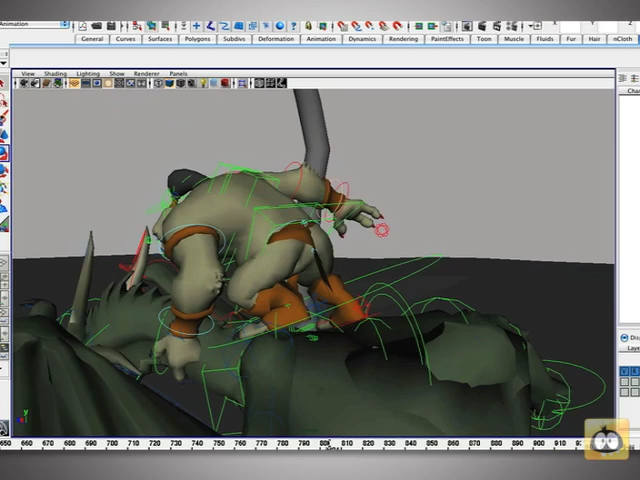 Animation
General Curves Surfaces Polygons Subdivs Deformation Animation Dynamics Rendering PaintEffects Toon Muscle Fluids Fur Hair nCloth
View Shading Lighting Show Renderer Panels
650 660 670 680 690 700 710 720 730 740 750 760 770 780 790 800 810 820 830 840 850 860 870 880 890 900 910